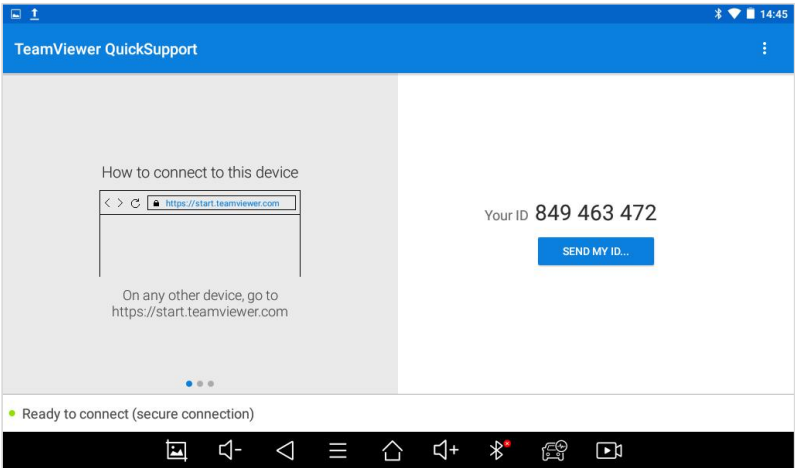 14:45
TeamViewer QuickSupport
How to connect to this device
https://start.teamviewer.com
On any other device, go to
https://start.teamviewer.com
Your ID 849 463 472
SEND MY ID...
Ready to connect (secure connection)